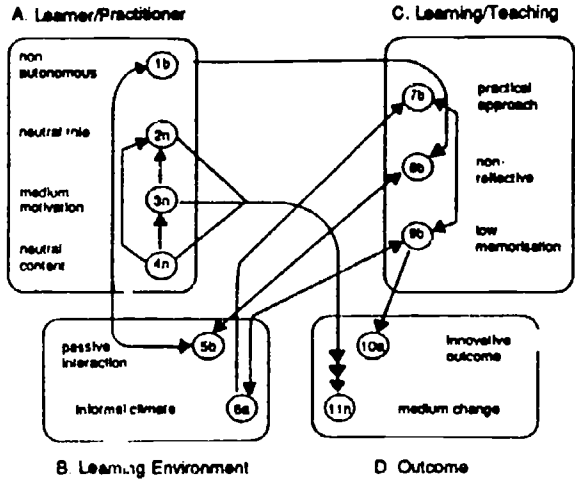 A. Learner/Practitioner
C. Learning/Teaching
non
autonomous
1b
neutral role
2n
medium
motivation
3n
neutral
content
4n
7b
practical
approach
8b
non-
reflective
9b
low
memorisation
passive
interaction
5b
informal climate
6a
10a
innovative
outcome
11n
medium change
B. Learning Environment
D. Outcome